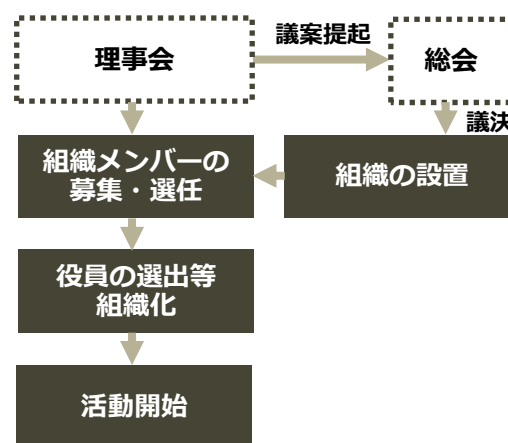 議案提起
理事会
総会
議決
組織メンバーの
募集・選任
組織の設置
役員の選出等
組織化
活動開始